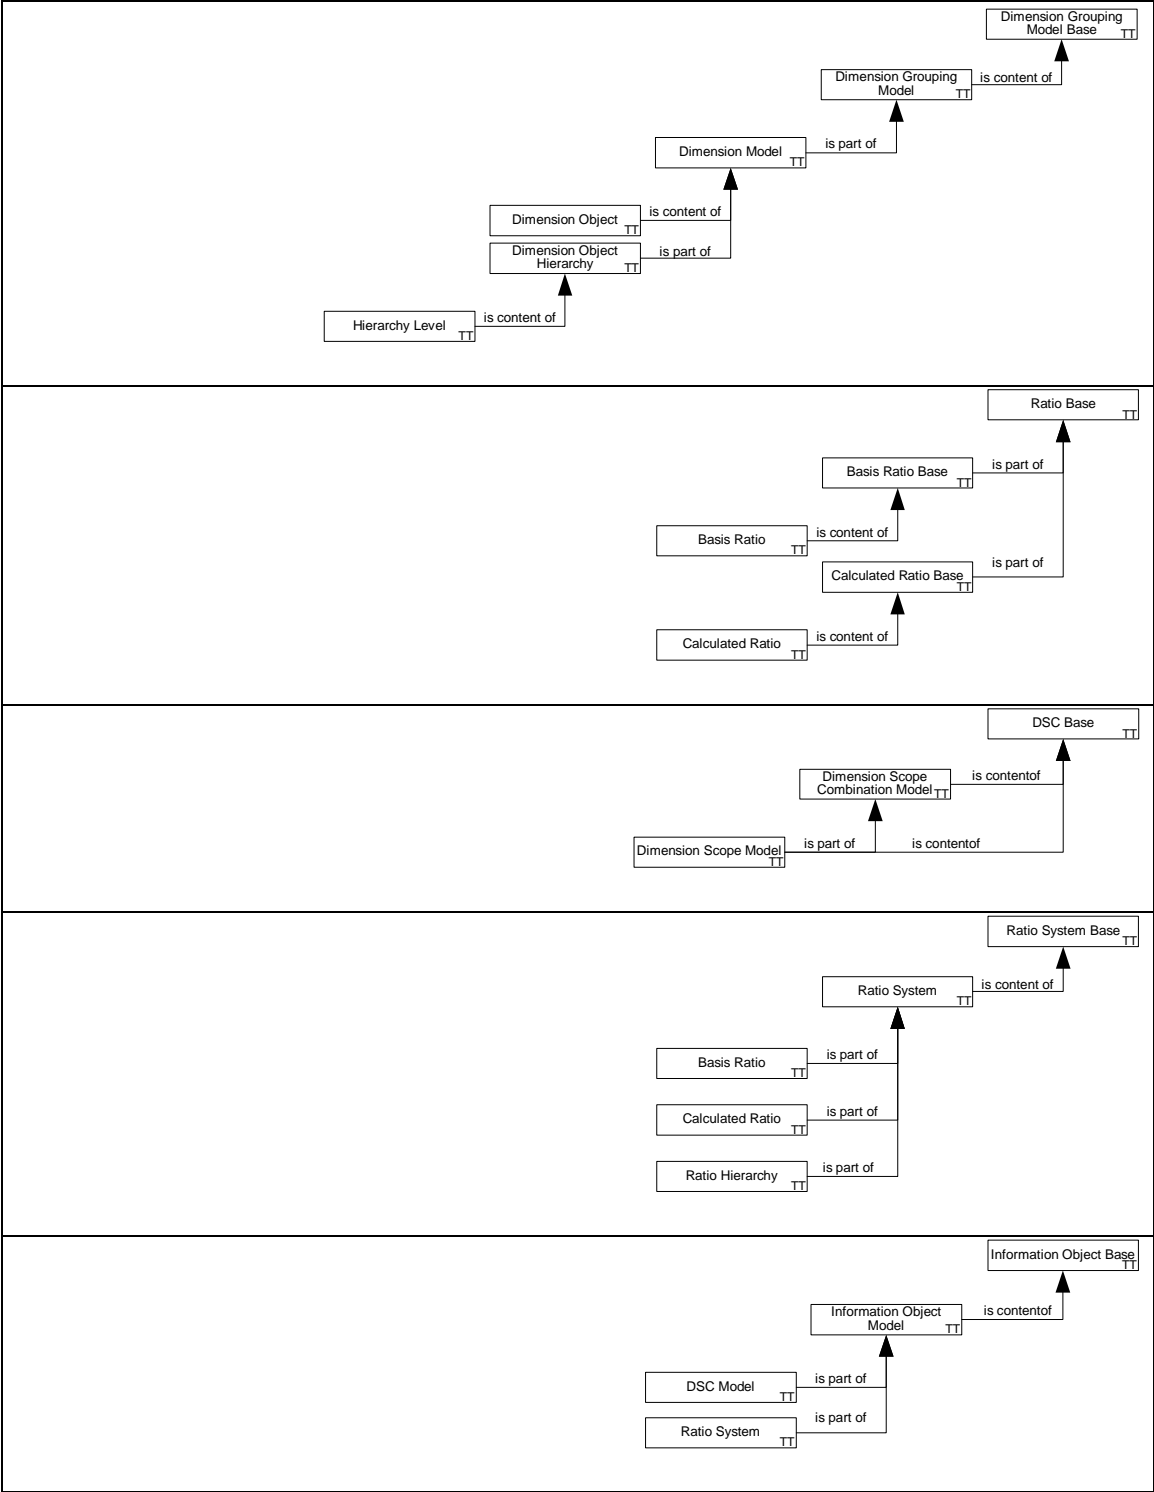 Dimension Grouping
Model Base
TT
Dimension Grouping
Model
TT
is content of
Dimension Model
TT
is part of
Dimension Object
TT
is content of
Dimension Object
Hierarchy
TT
is part of
Hierarchy Level
TT
is content of
Ratio Base
TT
Basis Ratio Base
TT
is part of
Basis Ratio
TT
is content of
Calculated Ratio Base
TT
is part of
Calculated Ratio
TT
is content of
DSC Base
TT
Dimension Scope
Combination Model
TT
is contentof
Dimension Scope Model
TT
is part of
is contentof
Ratio System Base
TT
Ratio System
TT
is content of
Basis Ratio
TT
is part of
Calculated Ratio
TT
is part of
Ratio Hierarchy
TT
is part of
Information Object Base
TT
Information Object
Model
TT
is contentof
DSC Model
TT
is part of
Ratio System
TT
is part of